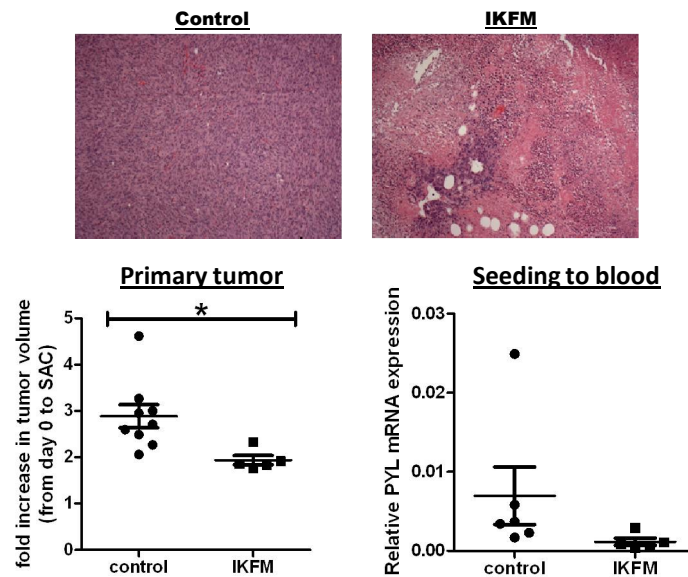 Control
IKFM
Primary tumor
fold increase in tumor volume
(from day 0 to SAC)
5
4
3
2
1
0
*
control
IKFM
Seeding to blood
Relative PYL mRNA expression
0.03
0.02
0.01
0.00
control
IKFM